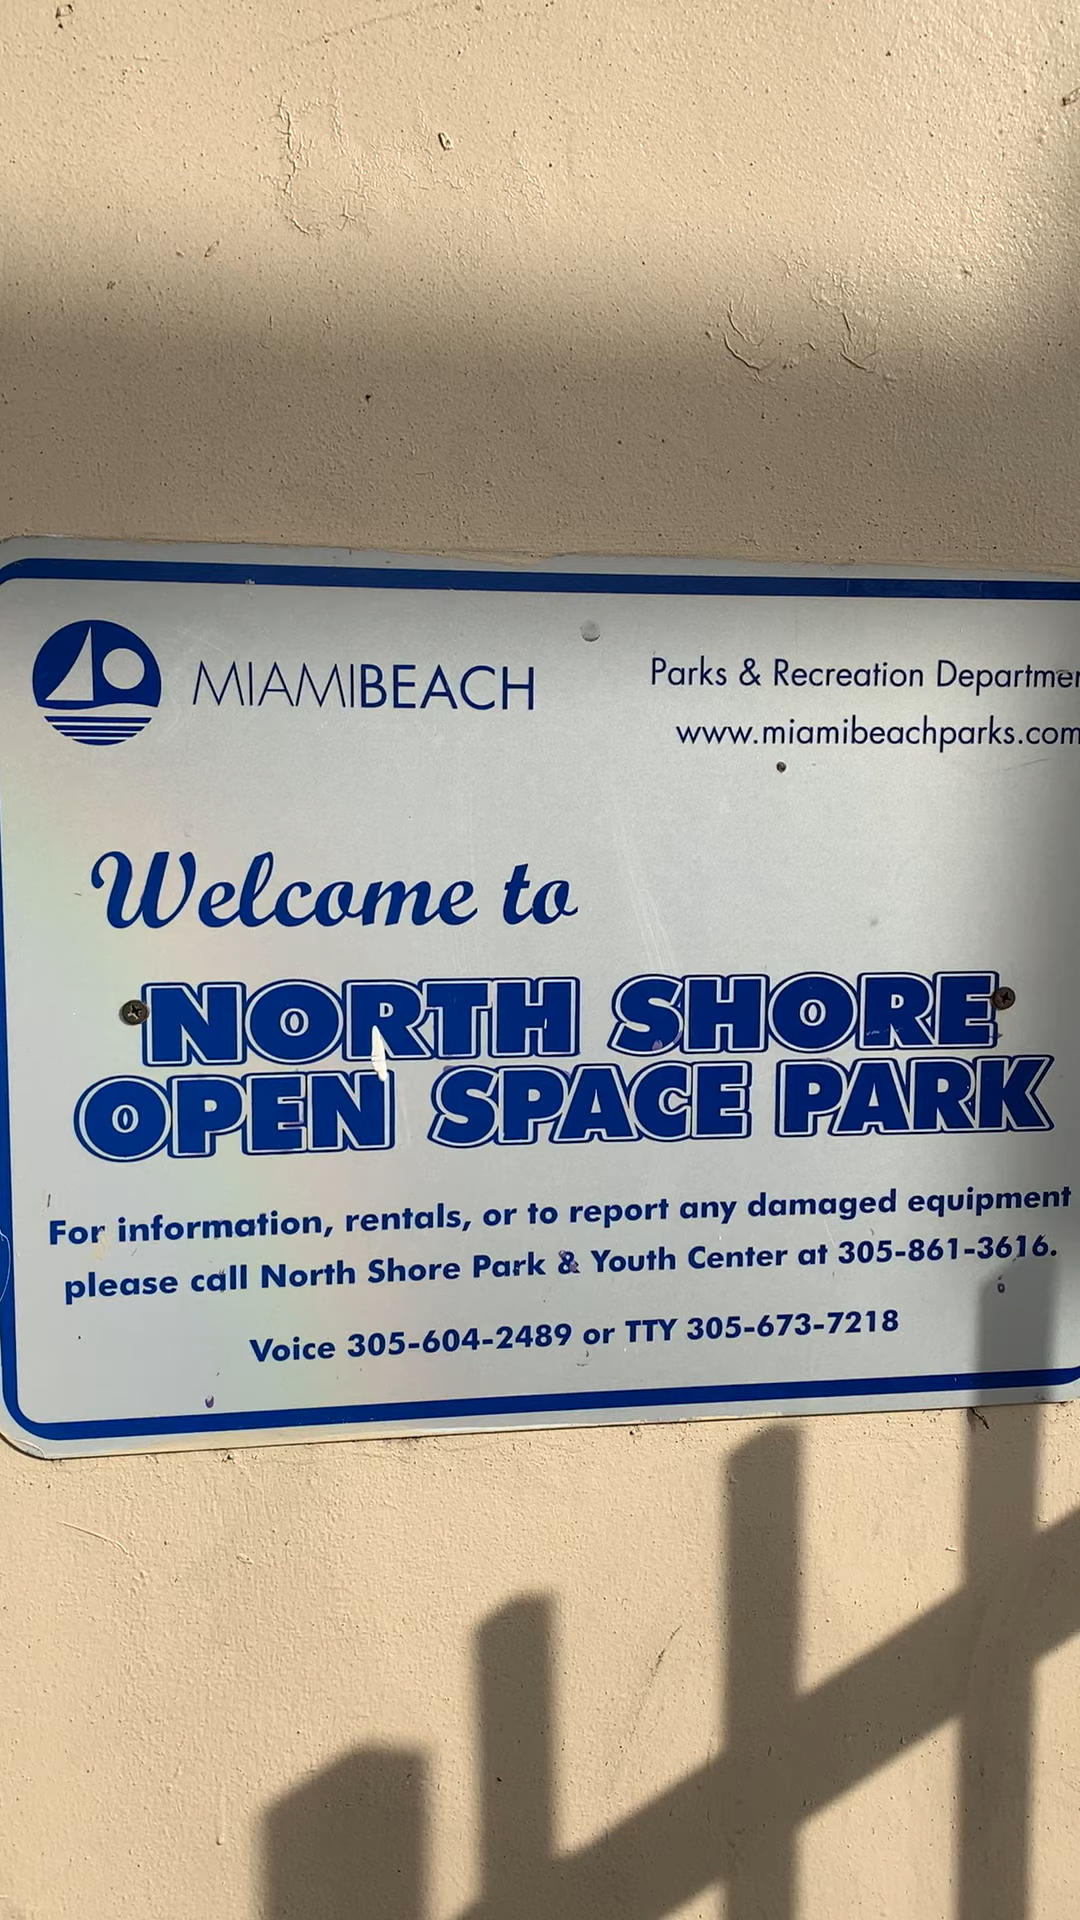 MIAMIBEACH
Parks & Recreation Departmen
www.miamibeachparks.com
Welcome to
NORTH SHORE
OPEN SPACE PARK
For information, rentals, or to report any damaged equipment
please call North Shore Park & Youth Center at 305-861-3616.
Voice 305-604-2489 or TTY 305-673-7218